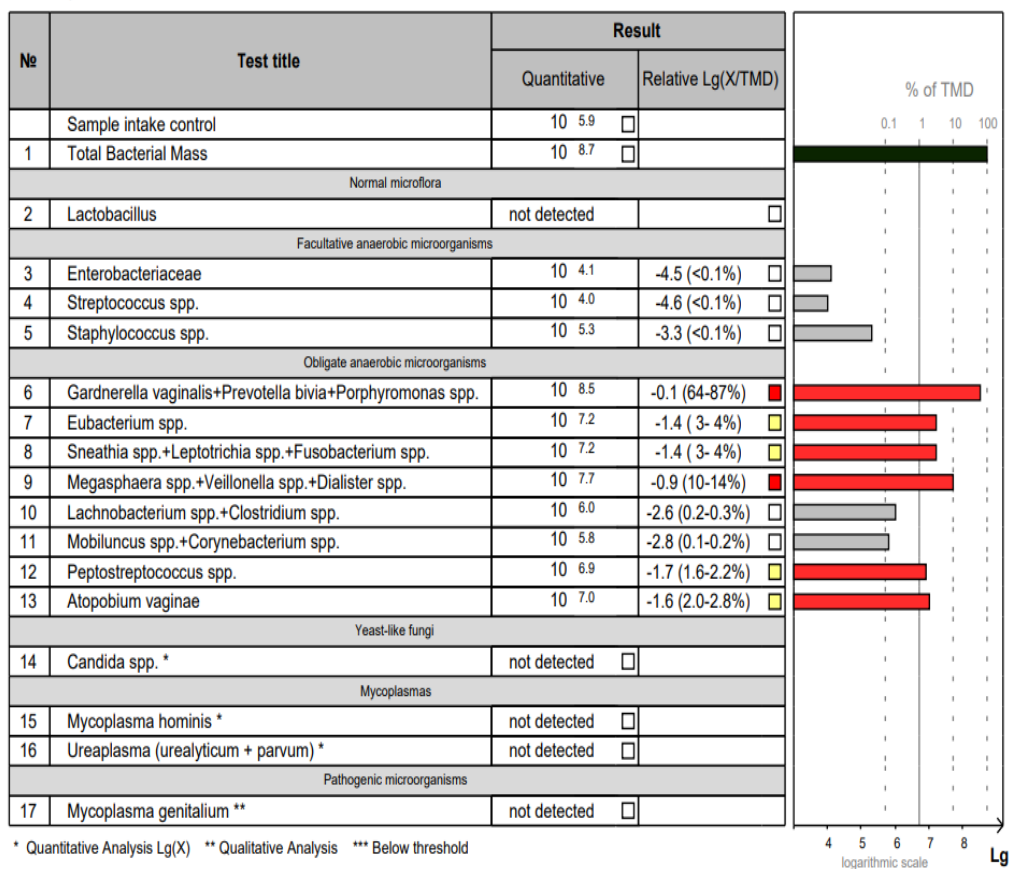 № Test title Result
Quantitative Relative Lg(X/TMD)
% of TMD
0.1 1 10 100
Sample intake control 10 5.9
1 Total Bacterial Mass 10 8.7
Normal microflora
2 Lactobacillus not detected
Facultative anaerobic microorganisms
3 Enterobacteriaceae 10 4.1 -4.5 (<0.1%)
4 Streptococcus spp. 10 4.0 -4.6 (<0.1%)
5 Staphylococcus spp. 10 5.3 -3.3 (<0.1%)
Obligate anaerobic microorganisms
6 Gardnerella vaginalis+Prevotella bivia+Porphyromonas spp. 10 8.5 -0.1 (64-87%)
7 Eubacterium spp. 10 7.2 -1.4 ( 3- 4%)
8 Sneathia spp.+Leptotrichia spp.+Fusobacterium spp. 10 7.2 -1.4 ( 3- 4%)
9 Megasphaera spp.+Veillonella spp.+Dialister spp. 10 7.7 -0.9 (10-14%)
10 Lachnobacterium spp.+Clostridium spp. 10 6.0 -2.6 (0.2-0.3%)
11 Mobiluncus spp.+Corynebacterium spp. 10 5.8 -2.8 (0.1-0.2%)
12 Peptostreptococcus spp. 10 6.9 -1.7 (1.6-2.2%)
13 Atopobium vaginae 10 7.0 -1.6 (2.0-2.8%)
Yeast-like fungi
14 Candida spp. * not detected
Mycoplasmas
15 Mycoplasma hominis * not detected
16 Ureaplasma (urealyticum + parvum) * not detected
Pathogenic microorganisms
17 Mycoplasma genitalium ** not detected
* Quantitative Analysis Lg(X) ** Qualitative Analysis *** Below threshold
4 5 6 7 8 Lg
logarithmic scale